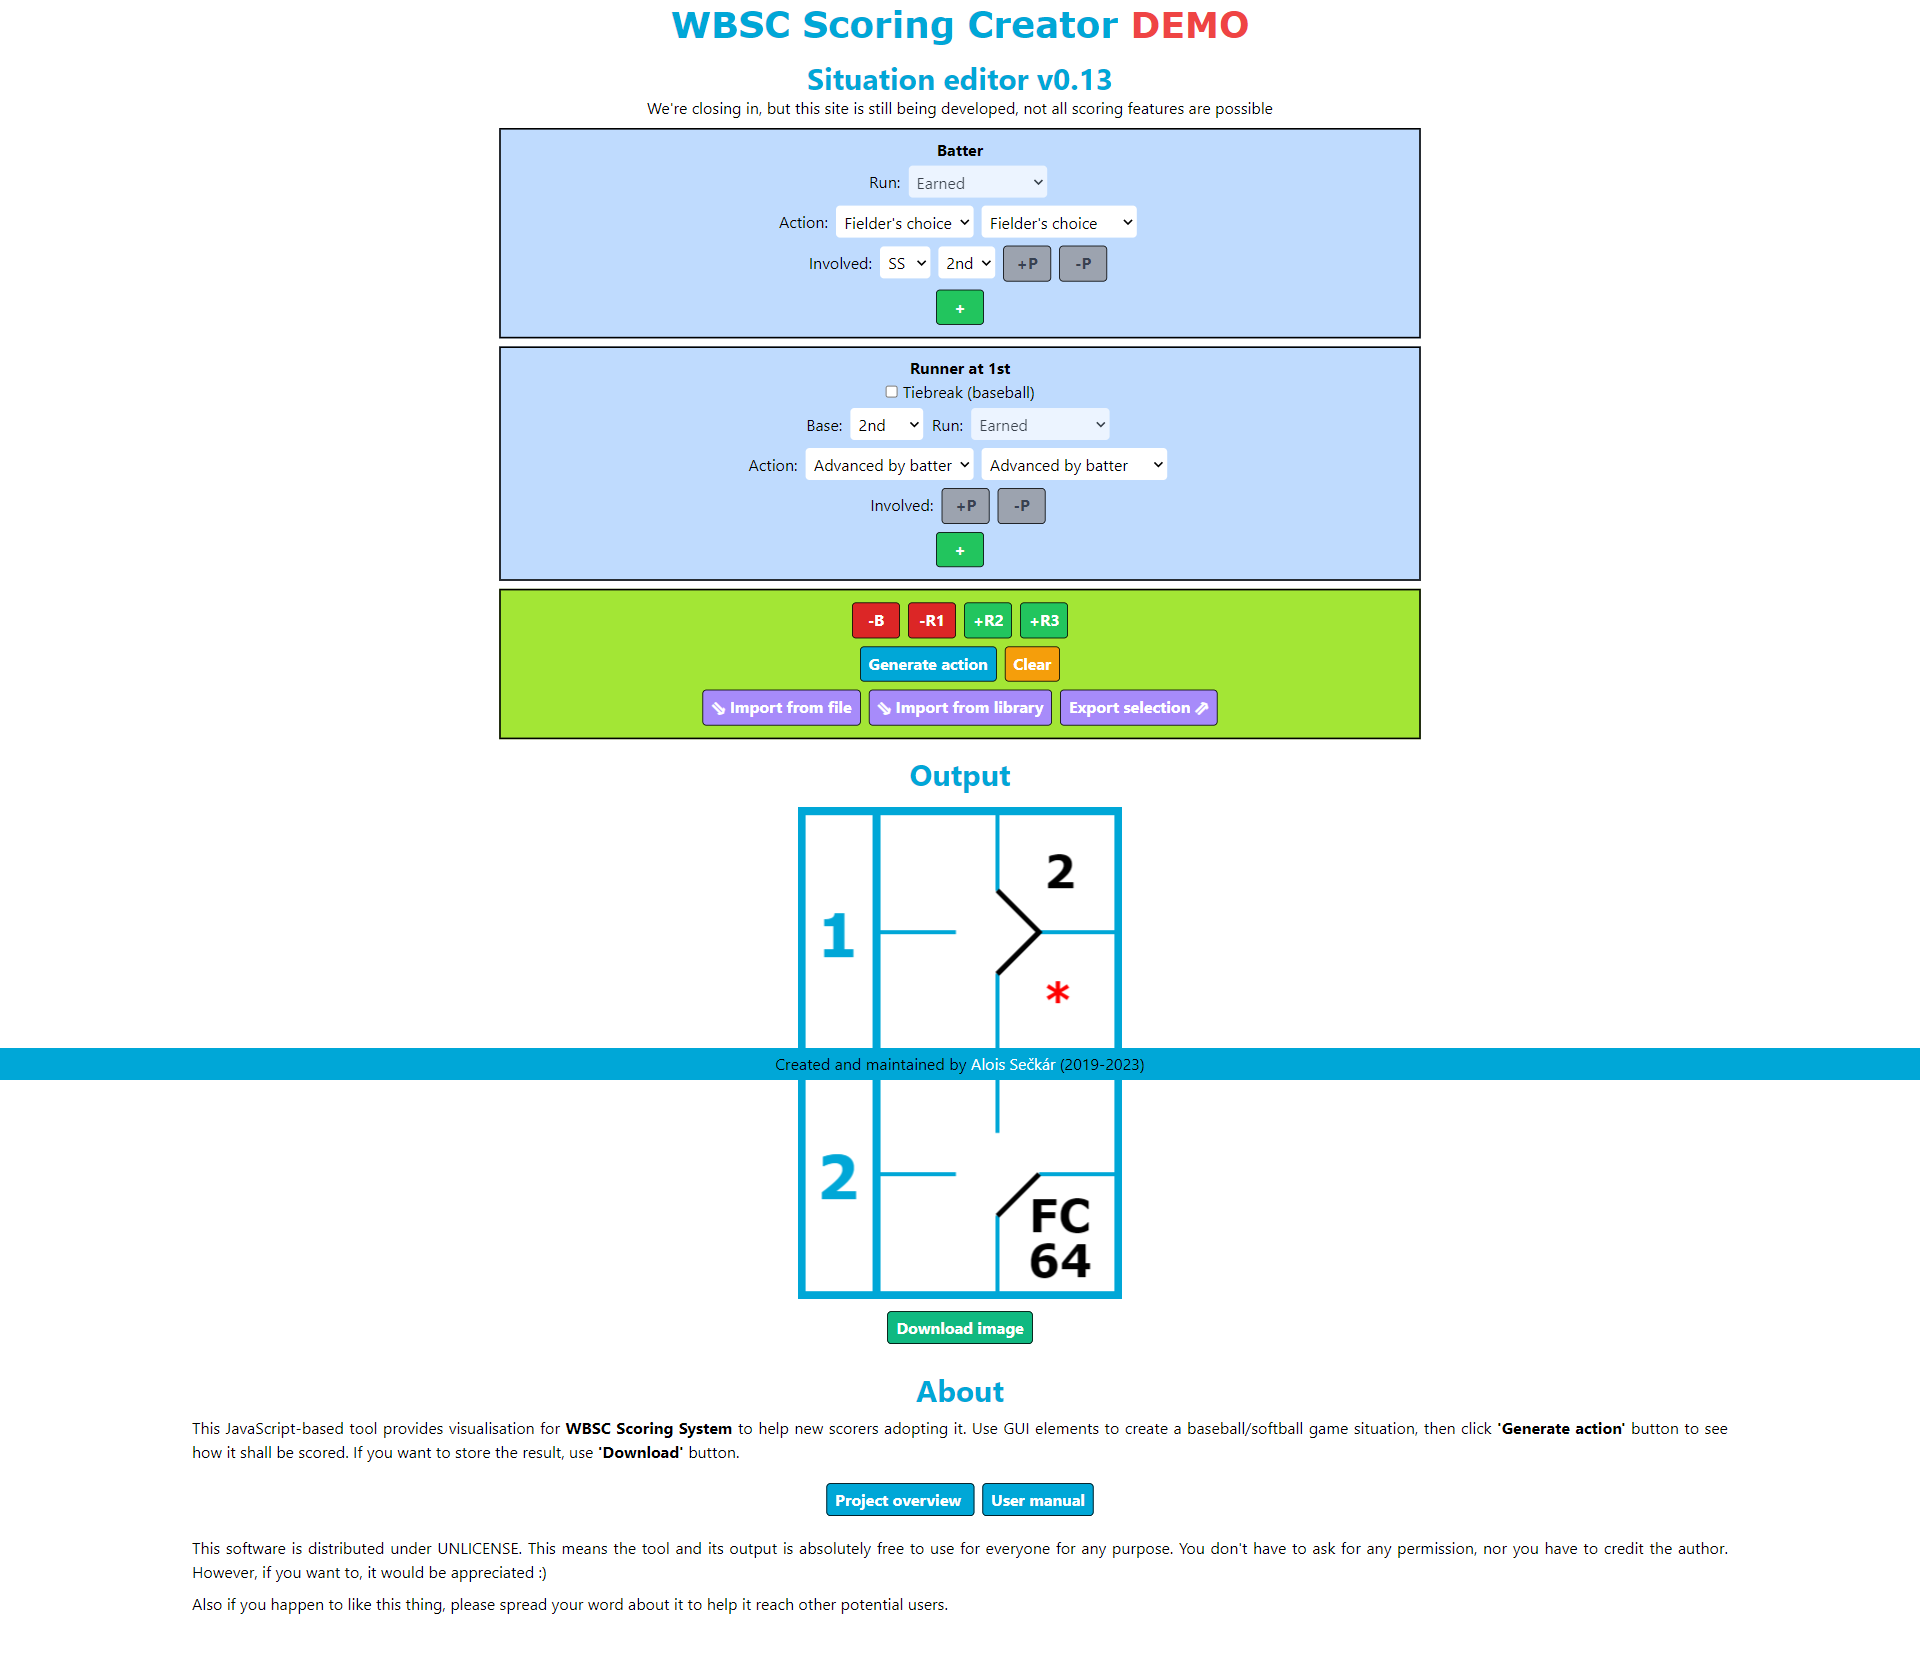 WBSC Scoring Creator DEMO
Situation editor v0.13
We're closing in, but this site is still being developed, not all scoring features are possible
Batter
Run: Earned
Action: Fielder's choice Fielder's choice
Involved: SS 2nd +P -P
+
Runner at 1st
Tiebreak (baseball)
Base: 2nd Run: Earned
Action: Advanced by batter Advanced by batter
Involved: +P -P
+
-B -R1 +R2 +R3
Generate action Clear
⇘ Import from file ⇘ Import from library Export selection ⇗
Output
2
1
*
Created and maintained by Alois Sečkár (2019-2023)
2
FC
64
Download image
About
This JavaScript-based tool provides visualisation for WBSC Scoring System to help new scorers adopting it. Use GUI elements to create a baseball/softball game situation, then click 'Generate action' button to see
how it shall be scored. If you want to store the result, use 'Download' button.
Project overview User manual
This software is distributed under UNLICENSE. This means the tool and its output is absolutely free to use for everyone for any purpose. You don't have to ask for any permission, nor you have to credit the author.
However, if you want to, it would be appreciated :)
Also if you happen to like this thing, please spread your word about it to help it reach other potential users.